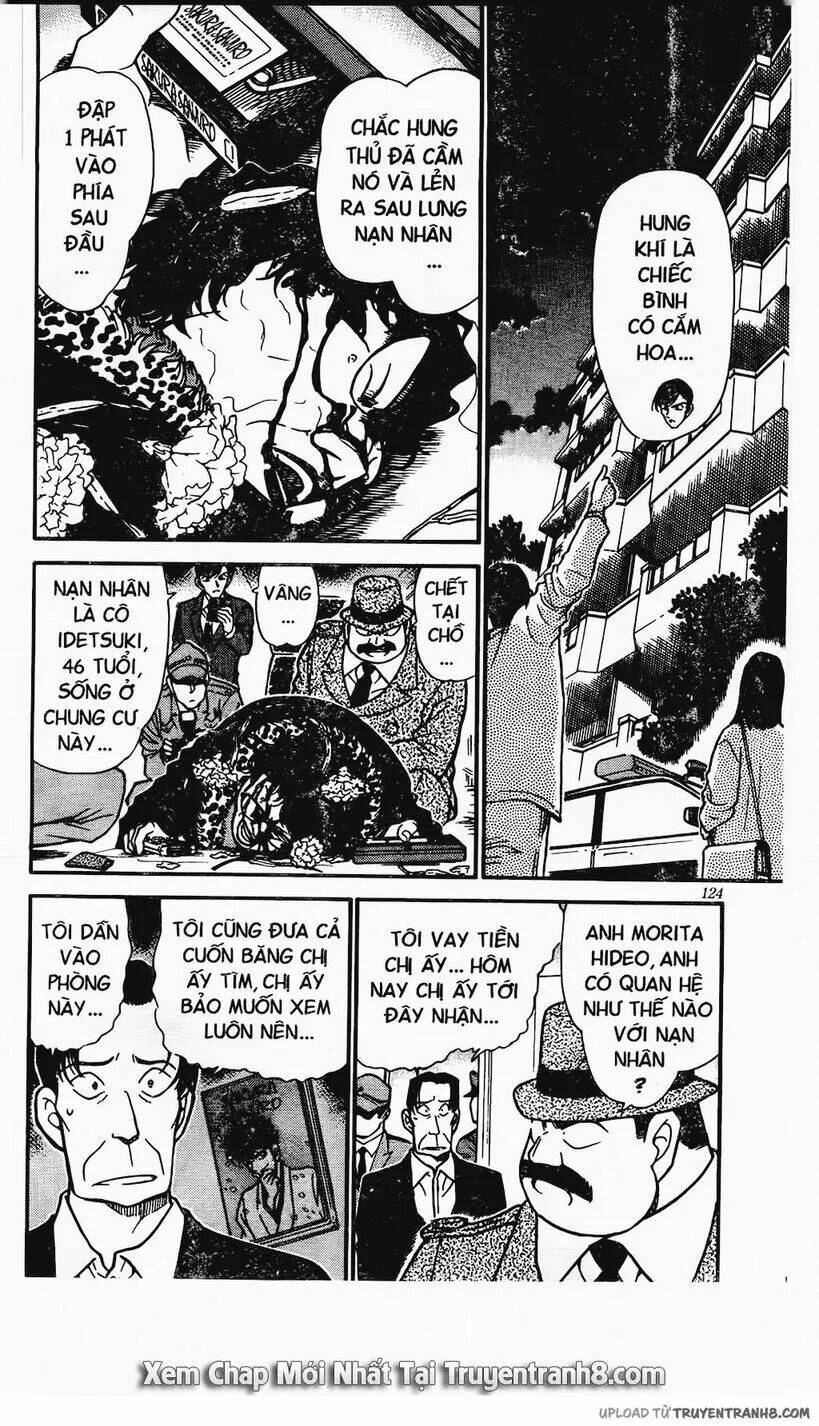 HUNG
KHÍ LÀ
CHIẾC
BÌNH
CÓ CẮM
HOA...
CHẮC HUNG
THỦ ĐÃ CẦM
NÓ VÀ LẺN
RA SAU LƯNG
NẠN NHÂN
...
ĐẬP
1 PHÁT
VÀO
PHÍA
SAU
ĐẦU
...
SAKURASANJRO
SAKURASANJRO
CHẾT
TẠI
CHỖ
...
VÂNG
...
NẠN NHÂN
LÀ CÔ
IDETSUKI,
46 TUỔI,
SỐNG Ở
CHUNG CƯ
NÀY...
124
ANH MORITA
HIDEO, ANH
CÓ QUAN HỆ
NHƯ THẾ NÀO
VỚI NẠN
NHÂN
?
TÔI VAY TIỀN
CHỊ ẤY... HÔM
NAY CHỊ ẤY TỚI
ĐÂY NHẬN...
TÔI CŨNG ĐƯA CẢ
CUỐN BĂNG CHỊ
ẤY TÌM, CHỊ ẤY
BẢO MUỐN XEM
LUÔN NÊN...
TÔI DẪN
VÀO
PHÒNG
NÀY...
Xem Chap Mới Nhất Tại Truyentranh8.com
UPLOAD TỪ TRUYENTRANH8.COM